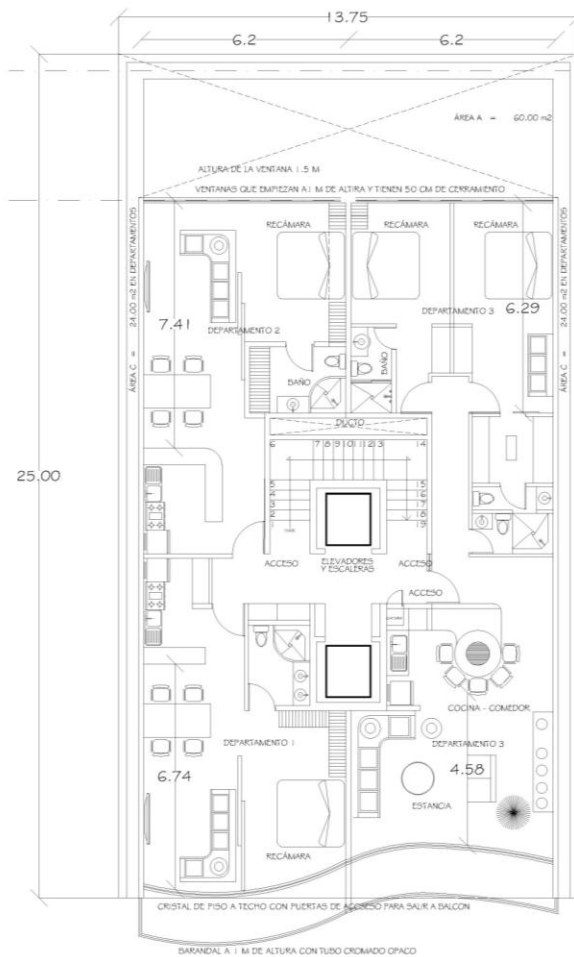 13.75
6.2 6.2
ÁREA A = 60.00 m2
ALTURA DE LA VENTANA 1.5 M
VENTANAS QUE EMPIEZAN A 1 M DE ALTIRA Y TIENEN 50 CM DE CERRAMIENTO
RECÁMARA RECÁMARA RECÁMARA
ÁREA C = 24.00 m2 EN DEPARTAMENTOS
ÁREA C = 24.00 m2 EN DEPARTAMENTOS
7.41
DEPARTAMENTO 2
DEPARTAMENTO 3
6.29
BAÑO
BAÑO
DUCTO
6 7 8 9 10 11 12 13 14
5 15
4 16
3 17
2 18
1 19
25.00
ACCESO
ELEVADORES
Y ESCALERAS
ACCESO
ACCESO
COCINA - COMEDOR
DEPARTAMENTO 1
DEPARTAMENTO 3
6.74
4.58
ESTANCIA
RECÁMARA
CRISTAL DE PISO A TECHO CON PUERTAS DE ACCSESO PARA SALIR A BALCON
BARANDAL A 1 M DE ALTURA CON TUBO CROMADO OPACO